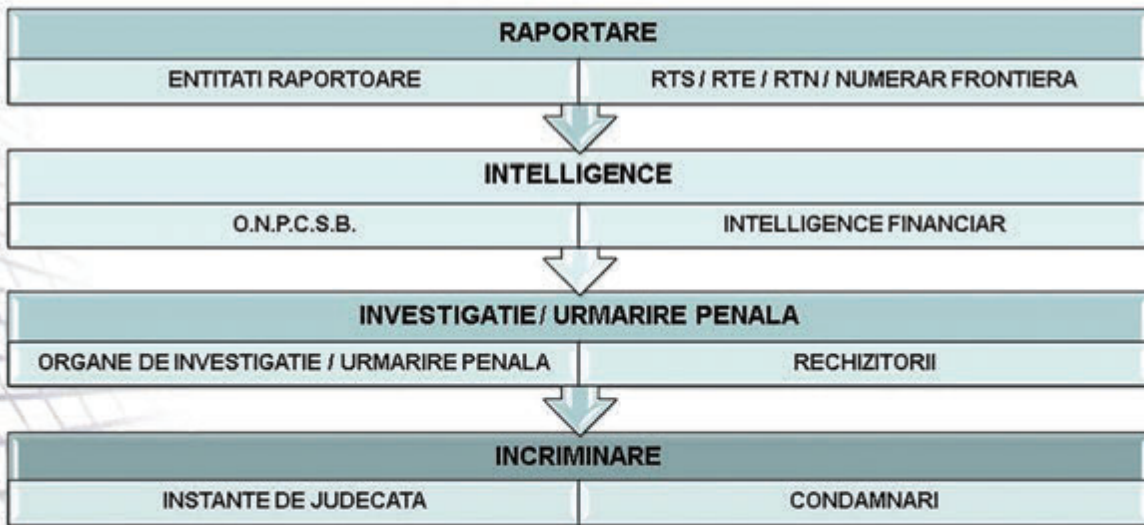 RAPORTARE
ENTITATI RAPORTOARE
RTS / RTE / RTN / NUMERAR FRONTIERA
INTELLIGENCE
O.N.P.C.S.B.
INTELLIGENCE FINANCIAR
INVESTIGATIE/ URMARIRE PENALA
ORGANE DE INVESTIGATIE / URMARIRE PENALA
RECHIZITORII
INCRIMINARE
INSTANTE DE JUDECATA
CONDAMNARI